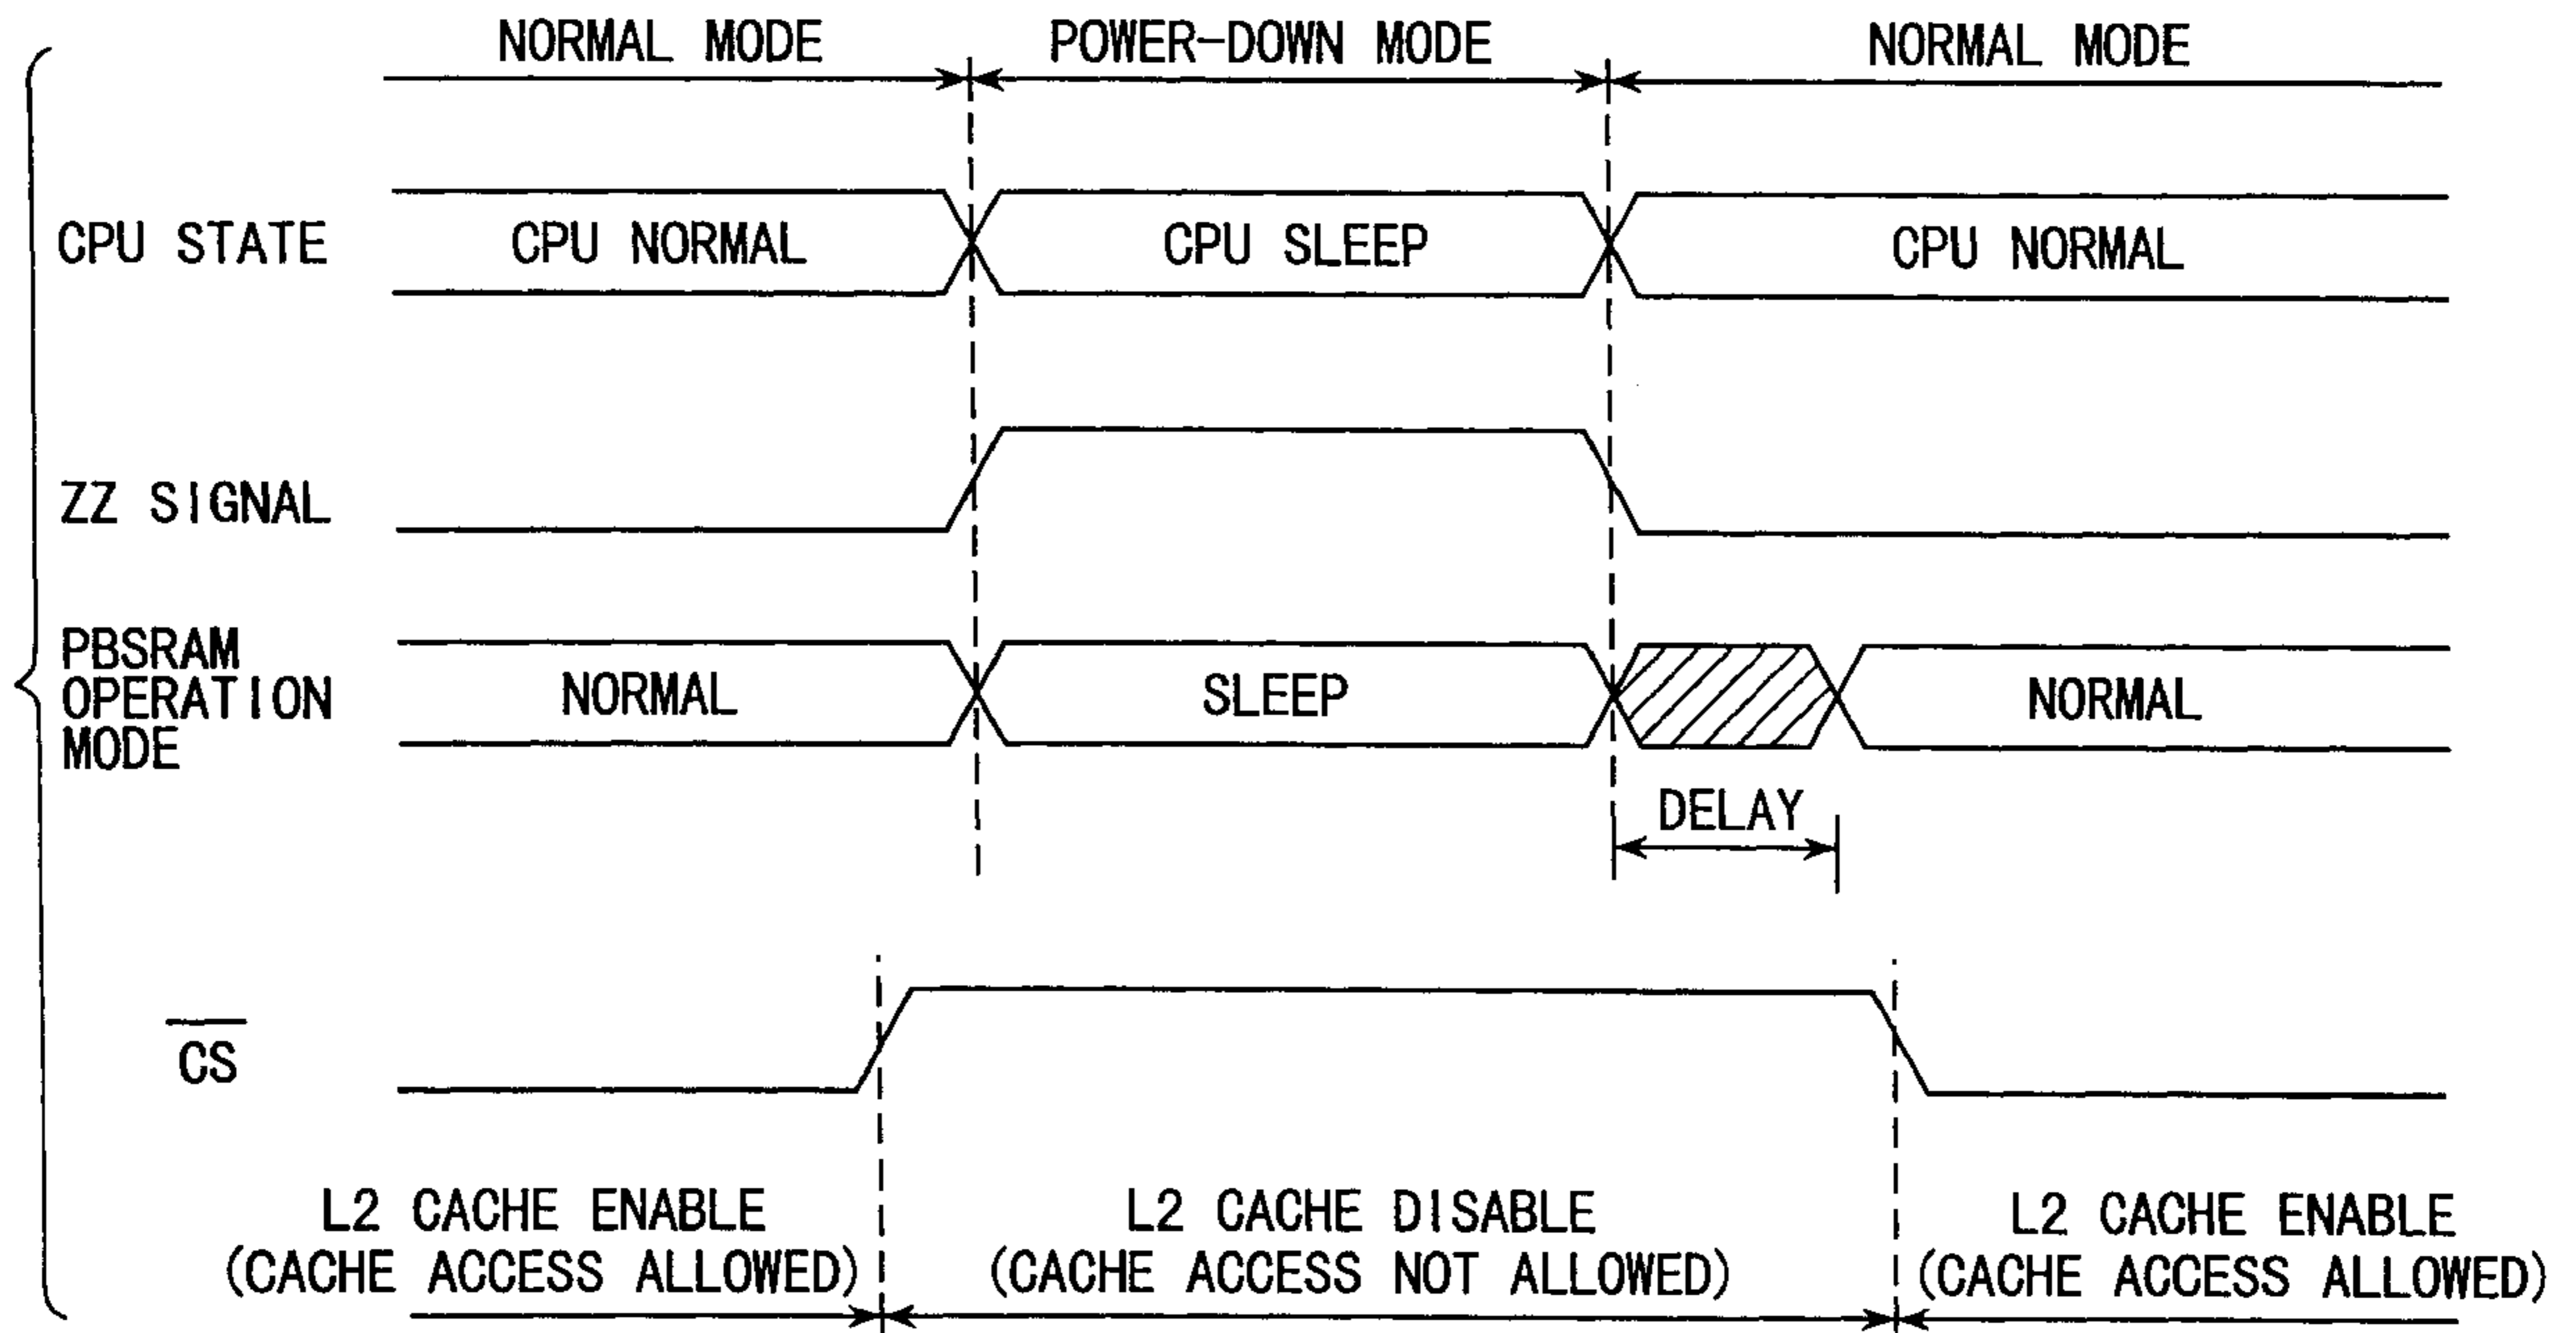 NORMAL MODE
POWER-DOWN MODE
NORMAL MODE
CPU STATE
CPU NORMAL
CPU SLEEP
CPU NORMAL
ZZ SIGNAL
PBSRAM
OPERATION
MODE
NORMAL
SLEEP
NORMAL
DELAY
CS
L2 CACHE ENABLE
(CACHE ACCESS ALLOWED)
L2 CACHE DISABLE
(CACHE ACCESS NOT ALLOWED)
L2 CACHE ENABLE
(CACHE ACCESS ALLOWED)